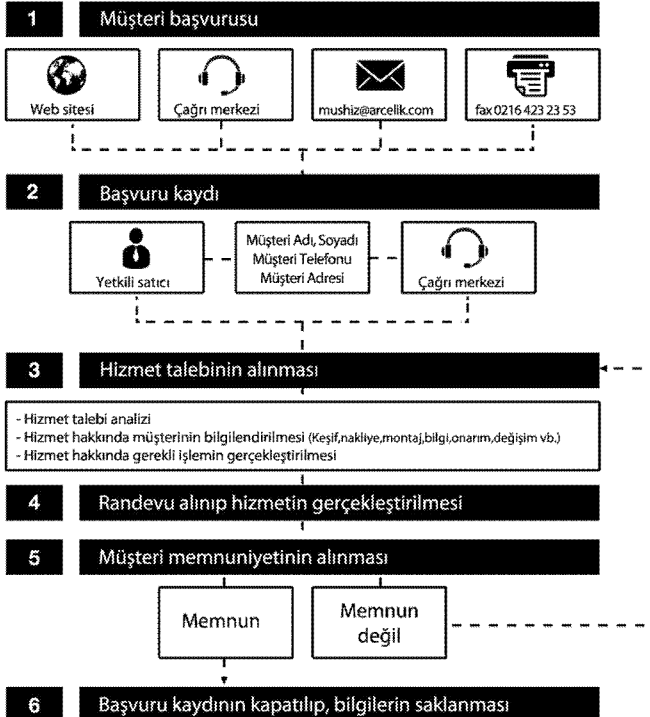 1 Müşteri başvurusu
Web sitesi
Çağrı merkezi
mushiz@arcelik.com
fax 0216 423 23 53
2 Başvuru kaydı
Yetkili satıcı
Müşteri Adı, Soyadı
Müşteri Telefonu
Müşteri Adresi
Çağrı merkezi
3 Hizmet talebinin alınması
- Hizmet talebi analizi
- Hizmet hakkında müşterinin bilgilendirilmesi (Keşif,nakliye,montaj,bilgi,onarım,değişim vb.)
- Hizmet hakkında gerekli işlemin gerçekleştirilmesi
4 Randevu alınıp hizmetin gerçekleştirilmesi
5 Müşteri memnuniyetinin alınması
Memnun
Memnun
değil
6 Başvuru kaydının kapatılıp, bilgilerin saklanması